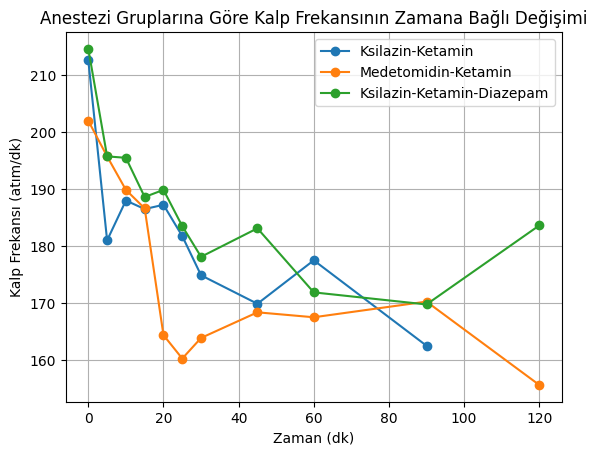 Anestezi Gruplarına Göre Kalp Frekansının Zamana Bağlı Değişimi
Ksilazin-Ketamin
Medetomidin-Ketamin
Ksilazin-Ketamin-Diazepam
Kalp Frekansı (atım/dk)
210
200
190
180
170
160
0
20
40
60
80
100
120
Zaman (dk)